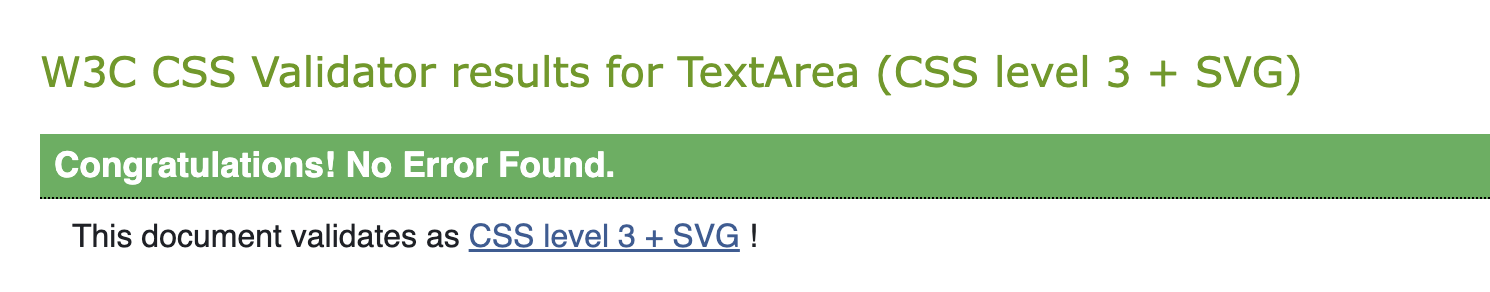 W3C CSS Validator results for TextArea (CSS level 3 + SVG)
Congratulations! No Error Found.
This document validates as CSS level 3 + SVG !